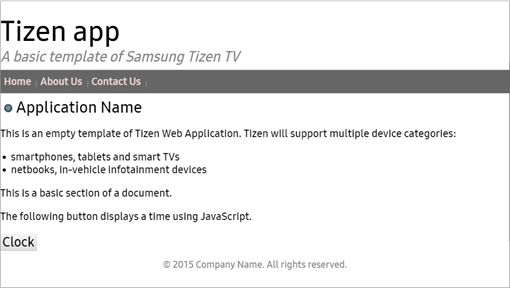 Tizen app
A basic template of Samsung Tizen TV
Home | About Us | Contact Us |
Application Name
This is an empty template of Tizen Web Application. Tizen will support multiple device categories:
• smartphones, tablets and smart TVs
• netbooks, in-vehicle infotainment devices
This is a basic section of a document.
The following button displays a time using JavaScript.
Clock
© 2015 Company Name. All rights reserved.